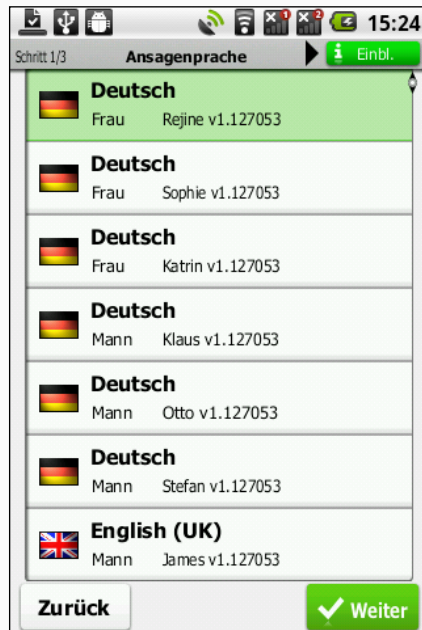 15:24
Schritt 1/3 Ansagenprache Einbl.
Deutsch
Frau Rejine v1.127053
Deutsch
Frau Sophie v1.127053
Deutsch
Frau Katrin v1.127053
Deutsch
Mann Klaus v1.127053
Deutsch
Mann Otto v1.127053
Deutsch
Mann Stefan v1.127053
English (UK)
Mann James v1.127053
Zurück Weiter